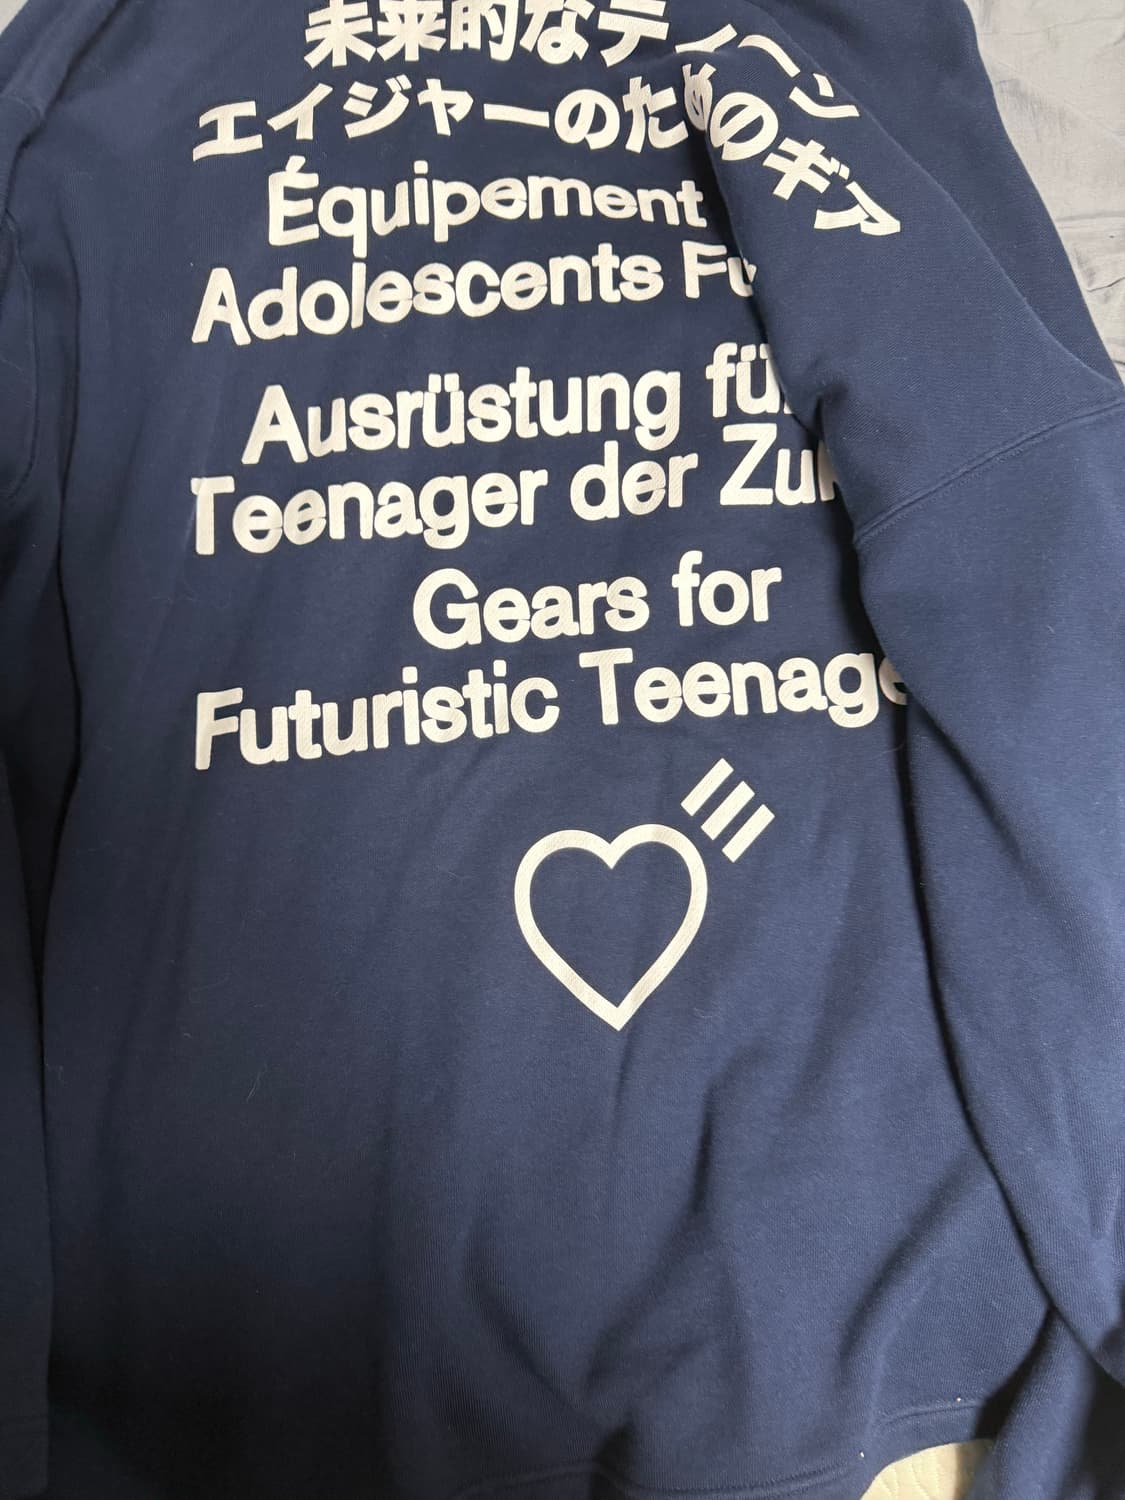 未来的なティーン
エイジャーのためのギア
Équipement
Adolescents
Ausrüstung für
Teenager der
Gears for
Futuristic